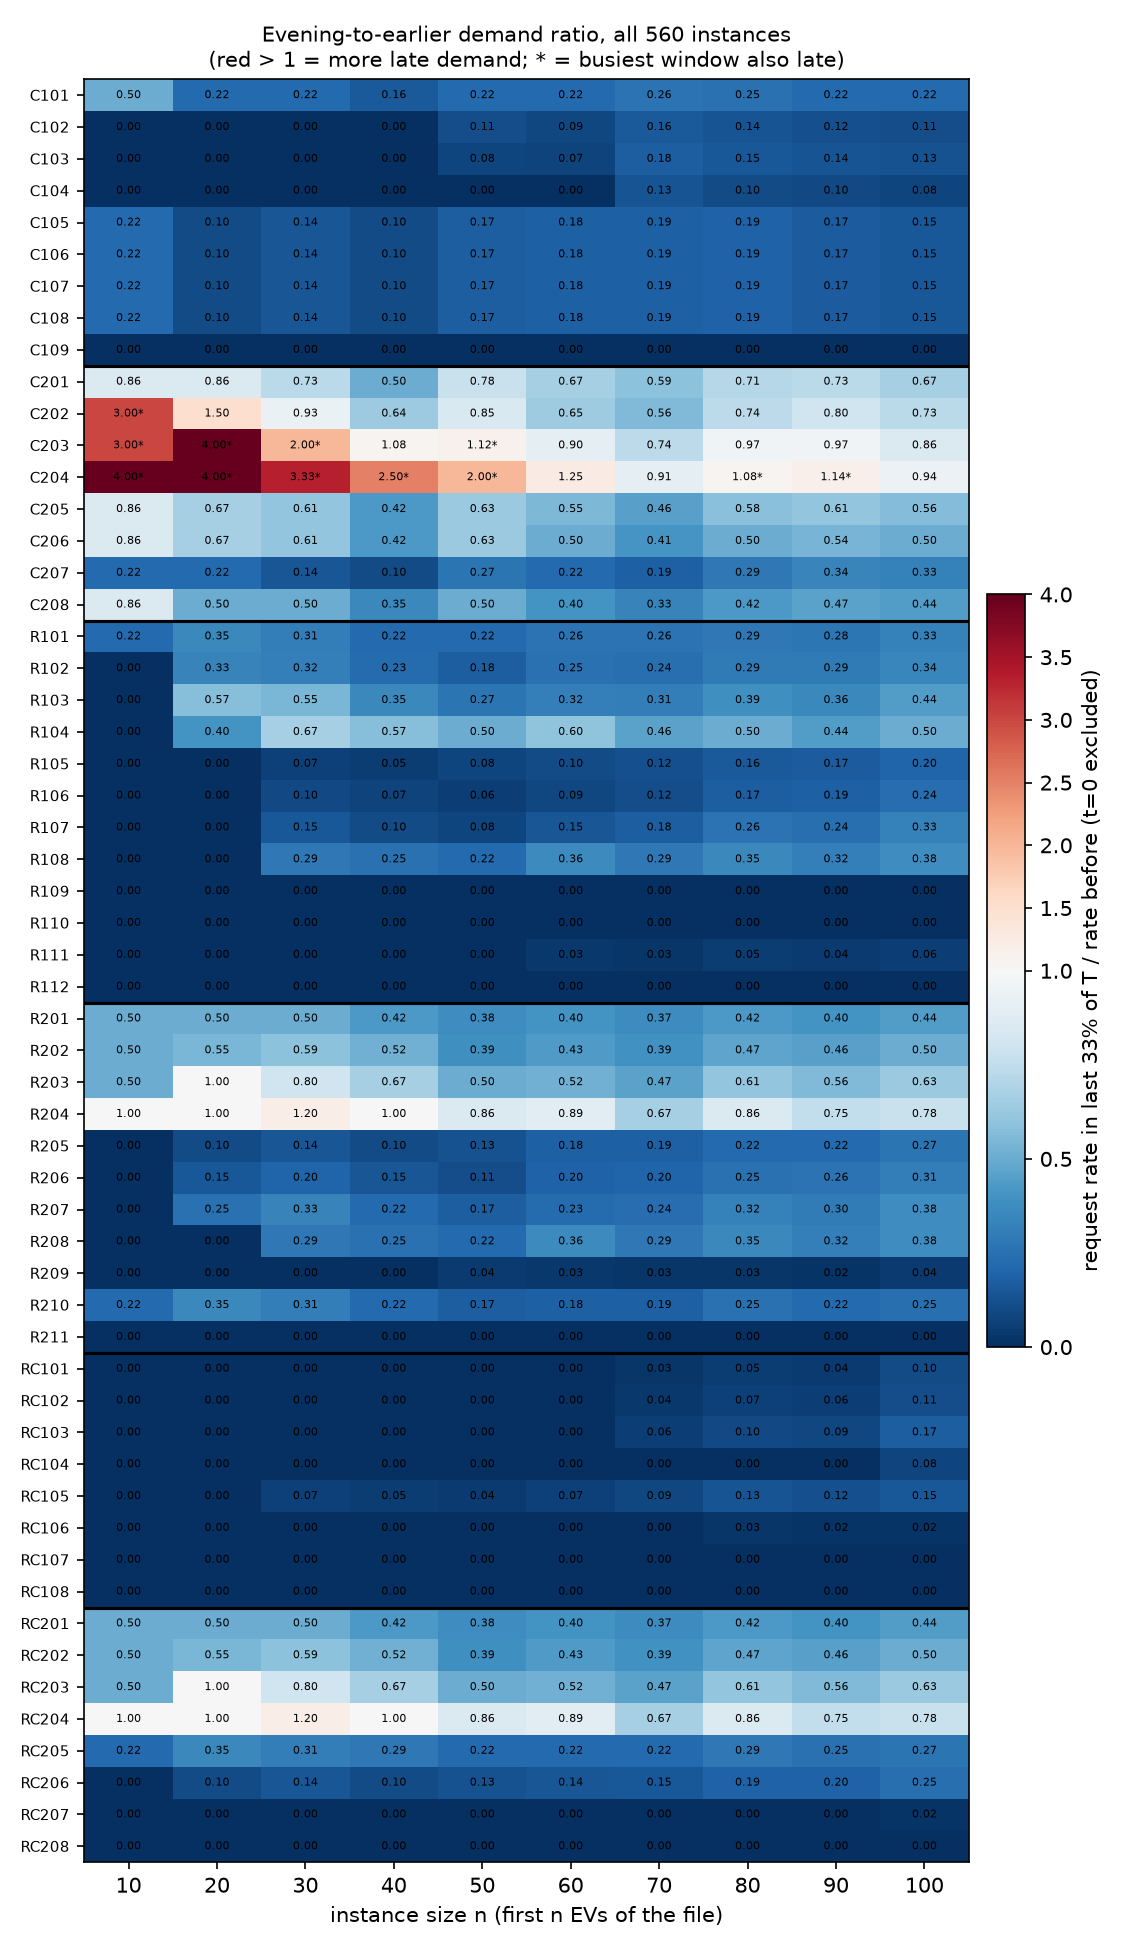 Evening-to-earlier demand ratio, all 560 instances
(red > 1 = more late demand; * = busiest window also late)
C101 0.50 0.22 0.22 0.16 0.22 0.22 0.26 0.25 0.22 0.22
C102 0.00 0.00 0.00 0.00 0.11 0.09 0.16 0.14 0.12 0.11
C103 0.00 0.00 0.00 0.00 0.08 0.07 0.18 0.15 0.14 0.13
C104 0.00 0.00 0.00 0.00 0.00 0.00 0.13 0.10 0.10 0.08
C105 0.22 0.10 0.14 0.10 0.17 0.18 0.19 0.19 0.17 0.15
C106 0.22 0.10 0.14 0.10 0.17 0.18 0.19 0.19 0.17 0.15
C107 0.22 0.10 0.14 0.10 0.17 0.18 0.19 0.19 0.17 0.15
C108 0.22 0.10 0.14 0.10 0.17 0.18 0.19 0.19 0.17 0.15
C109 0.00 0.00 0.00 0.00 0.00 0.00 0.00 0.00 0.00 0.00
C201 0.86 0.86 0.73 0.50 0.78 0.67 0.59 0.71 0.73 0.67
C202 3.00* 1.50 0.93 0.64 0.85 0.65 0.56 0.74 0.80 0.73
C203 3.00* 4.00* 2.00* 1.08 1.12* 0.90 0.74 0.97 0.97 0.86
C204 4.00* 4.00* 3.33* 2.50* 2.00* 1.25 0.91 1.08* 1.14* 0.94
C205 0.86 0.67 0.61 0.42 0.63 0.55 0.46 0.58 0.61 0.56
C206 0.86 0.67 0.61 0.42 0.63 0.50 0.41 0.50 0.54 0.50
C207 0.22 0.22 0.14 0.10 0.27 0.22 0.19 0.29 0.34 0.33
C208 0.86 0.50 0.50 0.35 0.50 0.40 0.33 0.42 0.47 0.44
R101 0.22 0.35 0.31 0.22 0.22 0.26 0.26 0.29 0.28 0.33
R102 0.00 0.33 0.32 0.23 0.18 0.25 0.24 0.29 0.29 0.34
R103 0.00 0.57 0.55 0.35 0.27 0.32 0.31 0.39 0.36 0.44
R104 0.00 0.40 0.67 0.57 0.50 0.60 0.46 0.50 0.44 0.50
R105 0.00 0.00 0.07 0.05 0.08 0.10 0.12 0.16 0.17 0.20
R106 0.00 0.00 0.10 0.07 0.06 0.09 0.12 0.17 0.19 0.24
R107 0.00 0.00 0.15 0.10 0.08 0.15 0.18 0.26 0.24 0.33
R108 0.00 0.00 0.29 0.25 0.22 0.36 0.29 0.35 0.32 0.38
R109 0.00 0.00 0.00 0.00 0.00 0.00 0.00 0.00 0.00 0.00
R110 0.00 0.00 0.00 0.00 0.00 0.00 0.00 0.00 0.00 0.00
R111 0.00 0.00 0.00 0.00 0.00 0.03 0.03 0.05 0.04 0.06
R112 0.00 0.00 0.00 0.00 0.00 0.00 0.00 0.00 0.00 0.00
R201 0.50 0.50 0.50 0.42 0.38 0.40 0.37 0.42 0.40 0.44
R202 0.50 0.55 0.59 0.52 0.39 0.43 0.39 0.47 0.46 0.50
R203 0.50 1.00 0.80 0.67 0.50 0.52 0.47 0.61 0.56 0.63
R204 1.00 1.00 1.20 1.00 0.86 0.89 0.67 0.86 0.75 0.78
R205 0.00 0.10 0.14 0.10 0.13 0.18 0.19 0.22 0.22 0.27
R206 0.00 0.15 0.20 0.15 0.11 0.20 0.20 0.25 0.26 0.31
R207 0.00 0.25 0.33 0.22 0.17 0.23 0.24 0.32 0.30 0.38
R208 0.00 0.00 0.29 0.25 0.22 0.36 0.29 0.35 0.32 0.38
R209 0.00 0.00 0.00 0.00 0.04 0.03 0.03 0.03 0.02 0.04
R210 0.22 0.35 0.31 0.22 0.17 0.18 0.19 0.25 0.22 0.25
R211 0.00 0.00 0.00 0.00 0.00 0.00 0.00 0.00 0.00 0.00
RC101 0.00 0.00 0.00 0.00 0.00 0.00 0.03 0.05 0.04 0.10
RC102 0.00 0.00 0.00 0.00 0.00 0.00 0.04 0.07 0.06 0.11
RC103 0.00 0.00 0.00 0.00 0.00 0.00 0.06 0.10 0.09 0.17
RC104 0.00 0.00 0.00 0.00 0.00 0.00 0.00 0.00 0.00 0.08
RC105 0.00 0.00 0.07 0.05 0.04 0.07 0.09 0.13 0.12 0.15
RC106 0.00 0.00 0.00 0.00 0.00 0.00 0.00 0.03 0.02 0.02
RC107 0.00 0.00 0.00 0.00 0.00 0.00 0.00 0.00 0.00 0.00
RC108 0.00 0.00 0.00 0.00 0.00 0.00 0.00 0.00 0.00 0.00
RC201 0.50 0.50 0.50 0.42 0.38 0.40 0.37 0.42 0.40 0.44
RC202 0.50 0.55 0.59 0.52 0.39 0.43 0.39 0.47 0.46 0.50
RC203 0.50 1.00 0.80 0.67 0.50 0.52 0.47 0.61 0.56 0.63
RC204 1.00 1.00 1.20 1.00 0.86 0.89 0.67 0.86 0.75 0.78
RC205 0.22 0.35 0.31 0.29 0.22 0.22 0.22 0.29 0.25 0.27
RC206 0.00 0.10 0.14 0.10 0.13 0.14 0.15 0.19 0.20 0.25
RC207 0.00 0.00 0.00 0.00 0.00 0.00 0.00 0.00 0.00 0.02
RC208 0.00 0.00 0.00 0.00 0.00 0.00 0.00 0.00 0.00 0.00
10 20 30 40 50 60 70 80 90 100
instance size n (first n EVs of the file)
4.0
3.5
3.0
2.5
2.0
1.5
1.0
0.5
0.0
request rate in last 33% of T / rate before (t=0 excluded)